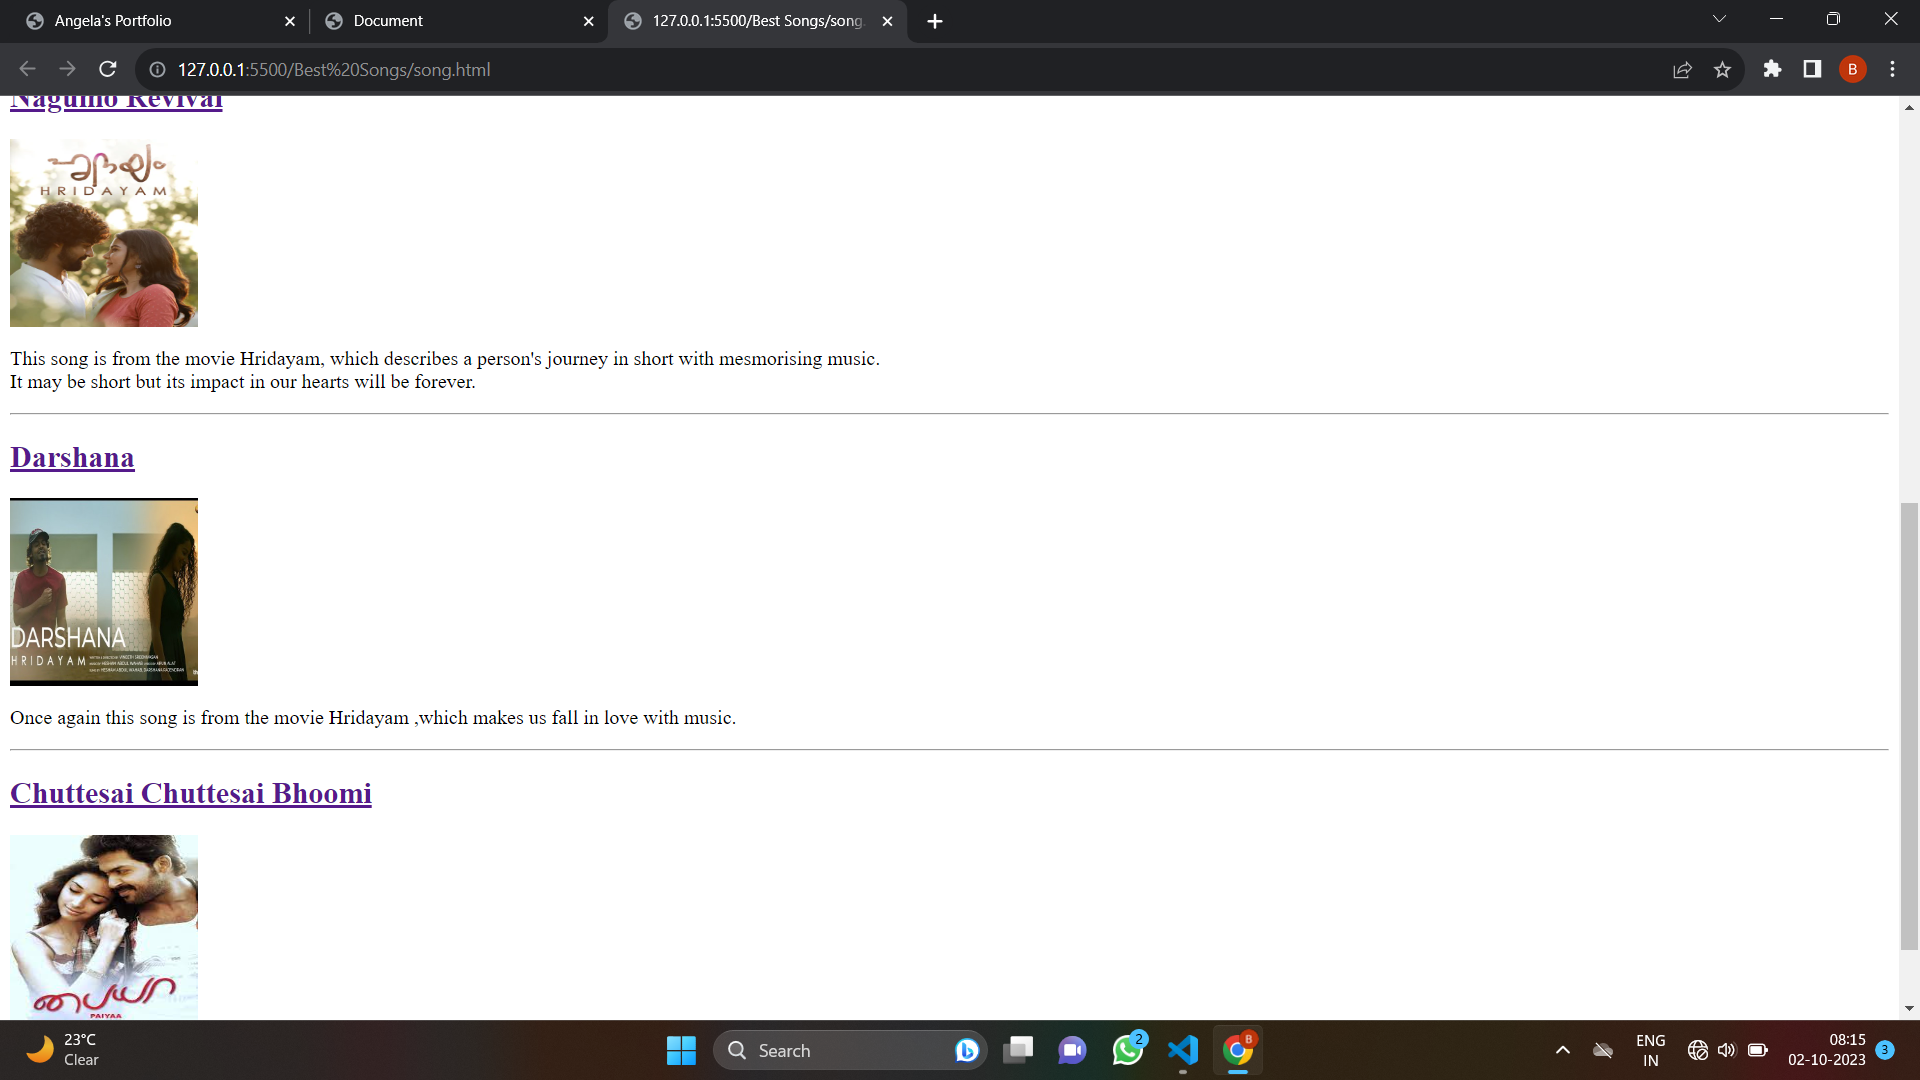 Angela's Portfolio
Document
127.0.0.1:5500/Best Songs/song.
127.0.0.1:5500/Best%20Songs/song.html
B
Nagumo Revival
ഹൃദയം
HRIDAYAM
This song is from the movie Hridayam, which describes a person's journey in short with mesmorising music.
It may be short but its impact in our hearts will be forever.
Darshana
DARSHANA
HRIDAYAM
Once again this song is from the movie Hridayam ,which makes us fall in love with music.
Chuttesai Chuttesai Bhoomi
பையா
PAIYAA
23°C
Clear
Search
2
B
ENG
IN
08:15
02-10-2023
3